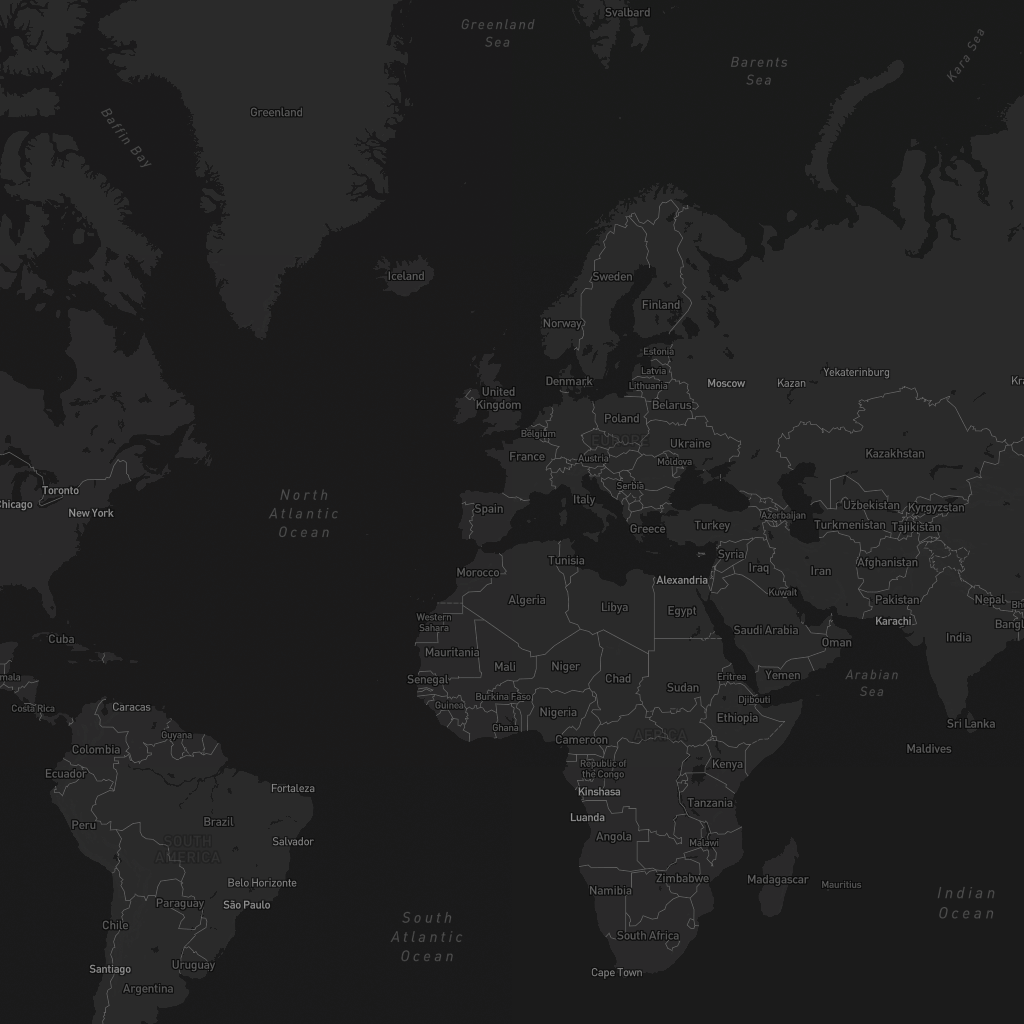 Svalbard
Greenland
Sea
Barents
Sea
Kara Sea
Greenland
Baffin Bay
Iceland
Sweden
Finland
Norway
Estonia
Latvia
Lithuania
Denmark
Moscow
Kazan
Yekaterinburg
Kra
United
Kingdom
Belarus
Poland
Belgium
EUROPE
Ukraine
France
Austria
Moldova
Kazakhstan
Serbia
Toronto
Chicago
New York
North
Atlantic
Ocean
Spain
Italy
Greece
Turkey
Azerbaijan
Uzbekistan
Kyrgyzstan
Turkmenistan
Tajikistan
Morocco
Tunisia
Syria
Iraq
Iran
Afghanistan
Alexandria
Kuwait
Algeria
Libya
Egypt
Pakistan
Nepal
Bh
Karachi
Bangl
Western
Sahara
Saudi Arabia
Oman
India
Cuba
Mauritania
Mali
Niger
Chad
Sudan
Eritrea
Yemen
Arabian
Sea
mala
Senegal
Burkina Faso
Djibouti
Costa Rica
Caracas
Guinea
Ghana
Nigeria
Ethiopia
Sri Lanka
Guyana
Colombia
Cameroon
AFRICA
Maldives
Ecuador
Republic of
the Congo
Kenya
Fortaleza
Kinshasa
Tanzania
Peru
Brazil
Luanda
SOUTH
AMERICA
Salvador
Angola
Malawi
Belo Horizonte
Zimbabwe
Madagascar
Mauritius
Paraguay
São Paulo
Namibia
Indian
Ocean
Chile
South
Atlantic
Ocean
South Africa
Santiago
Uruguay
Cape Town
Argentina